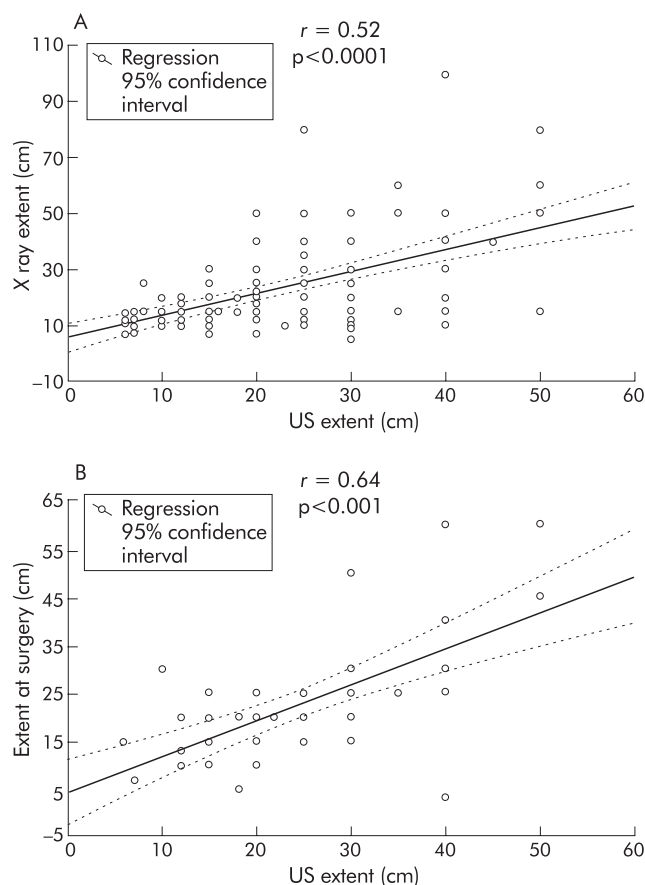 A
r = 0.52
p<0.0001
Regression
95% confidence
interval
X ray extent (cm)
110
90
70
50
30
10
–10
0 10 20 30 40 50 60
US extent (cm)
B
r = 0.64
p<0.001
Regression
95% confidence
interval
Extent at surgery (cm)
65
55
45
35
25
15
5
–5
0 10 20 30 40 50 60
US extent (cm)